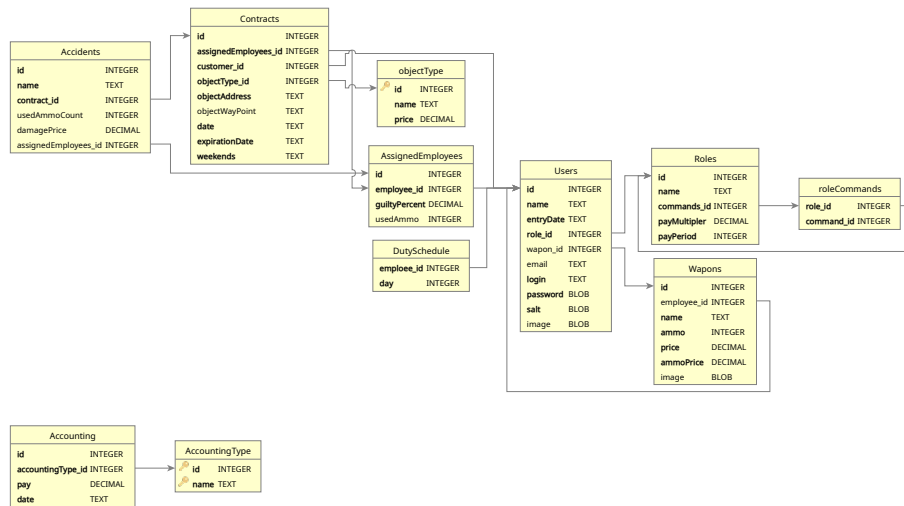 Accidents
id INTEGER
name TEXT
contract_id INTEGER
usedAmmoCount INTEGER
damagePrice DECIMAL
assignedEmployees_id INTEGER
Contracts
id INTEGER
assignedEmployees_id INTEGER
customer_id INTEGER
objectType_id INTEGER
objectAddress TEXT
objectWayPoint TEXT
date TEXT
expirationDate TEXT
weekends TEXT
objectType
id INTEGER
name TEXT
price DECIMAL
AssignedEmployees
id INTEGER
employee_id INTEGER
guiltyPercent DECIMAL
usedAmmo INTEGER
DutySchedule
emploee_id INTEGER
day INTEGER
Users
id INTEGER
name TEXT
entryDate TEXT
role_id INTEGER
wapon_id INTEGER
email TEXT
login TEXT
password BLOB
salt BLOB
image BLOB
Roles
id INTEGER
name TEXT
commands_id INTEGER
payMultipler DECIMAL
payPeriod INTEGER
roleCommands
role_id INTEGER
command_id INTEGER
Wapons
id INTEGER
employee_id INTEGER
name TEXT
ammo INTEGER
price DECIMAL
ammoPrice DECIMAL
image BLOB
Accounting
id INTEGER
accountingType_id INTEGER
pay DECIMAL
date TEXT
AccountingType
id INTEGER
name TEXT